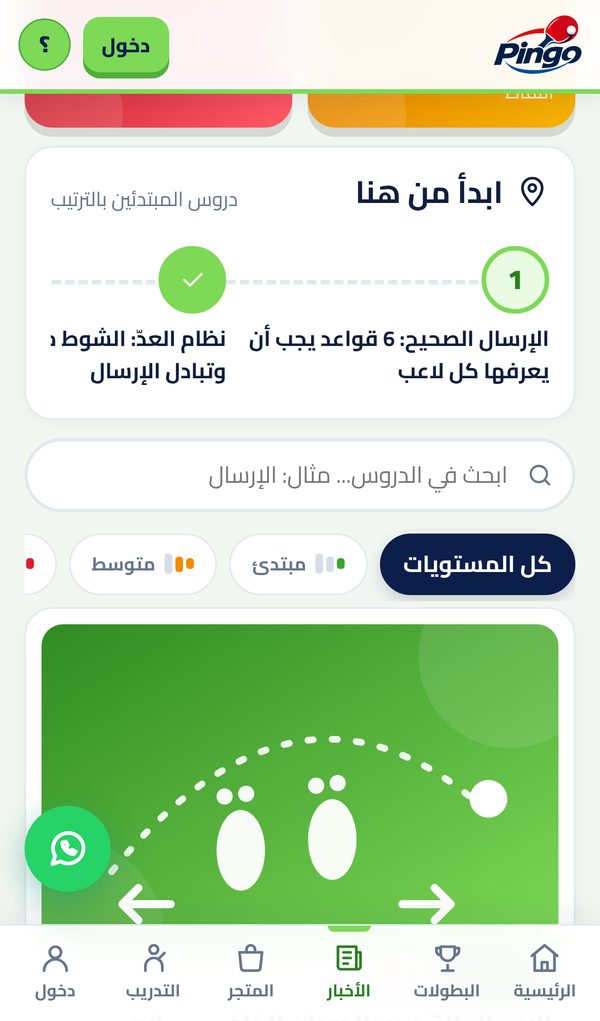 Pingo
دخول
؟
ابدأ من هنا
دروس المبتدئين بالترتيب
1
الإرسال الصحيح: 6 قواعد يجب أن
يعرفها كل لاعب
نظام العدّ: الشوط
وتبادل الإرسال
ابحث في الدروس... مثال: الإرسال
كل المستويات
مبتدئ
متوسط
الرئيسية
البطولات
الأخبار
المتجر
التدريب
دخول